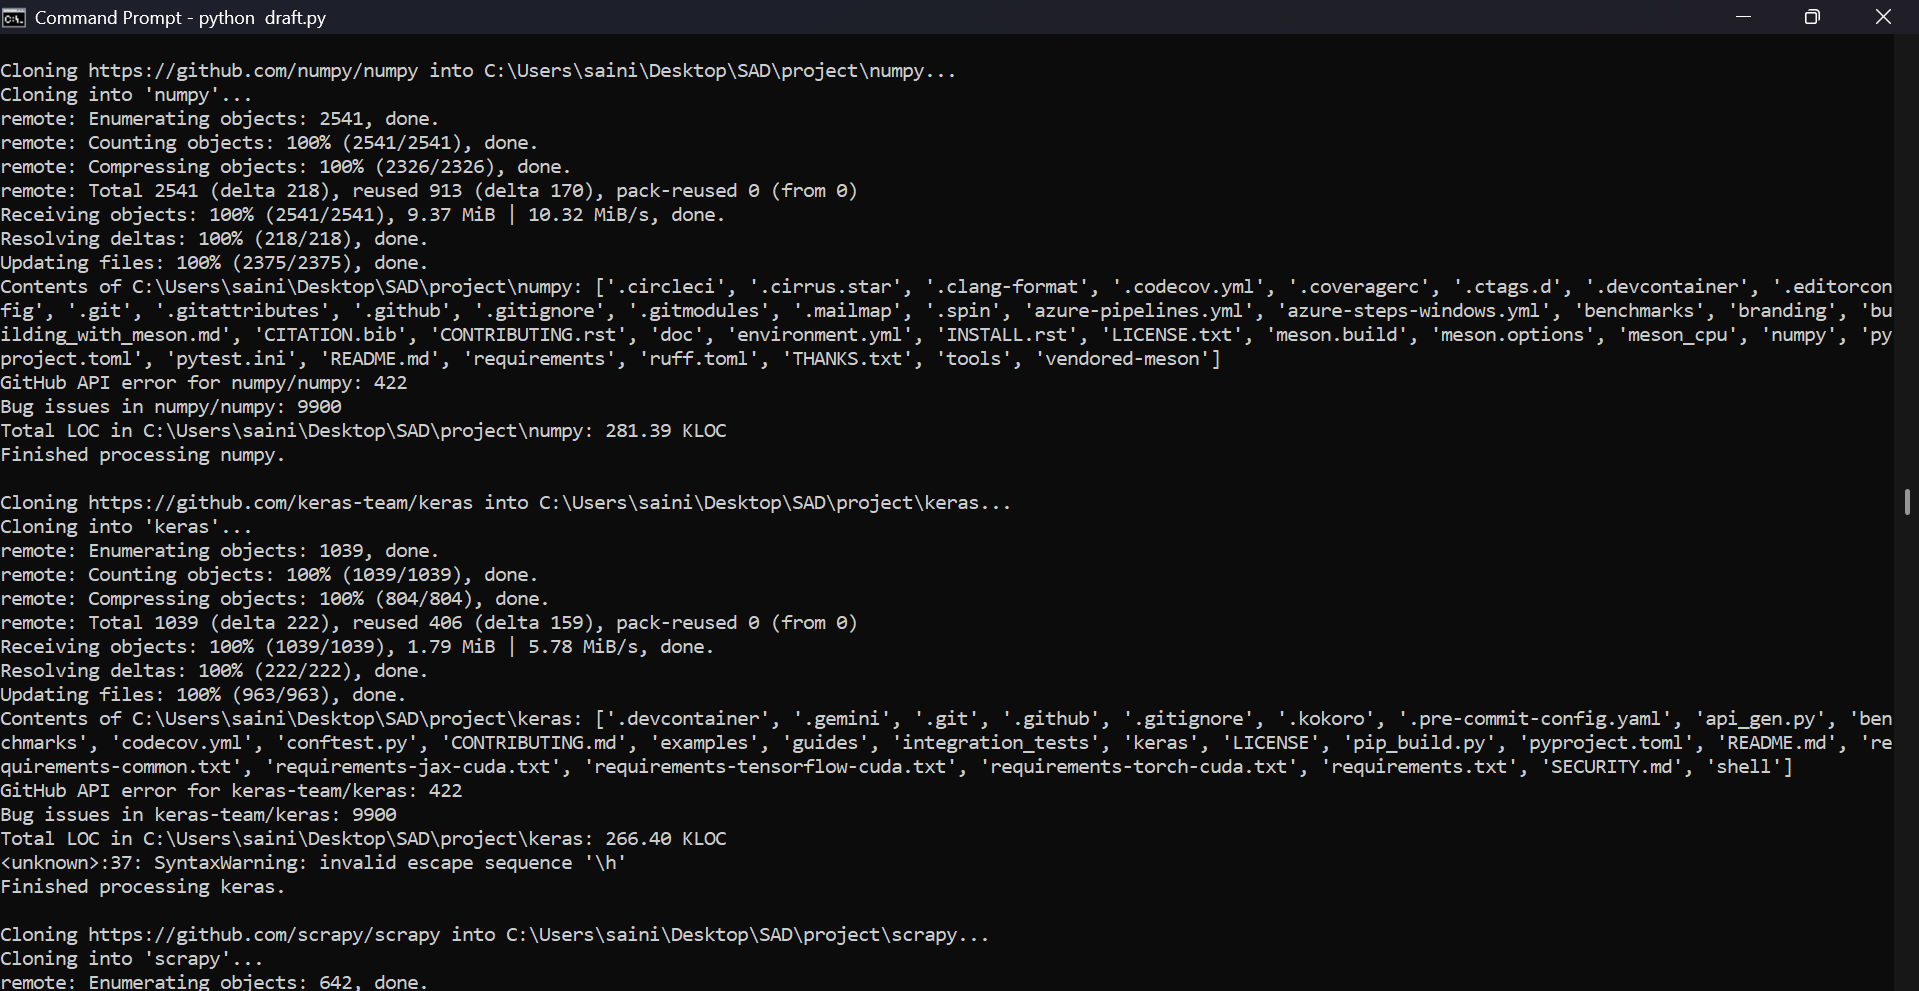 Command Prompt - python  draft.py
Cloning https://github.com/numpy/numpy into C:\Users\saini\Desktop\SAD\project\numpy...
Cloning into 'numpy'...
remote: Enumerating objects: 2541, done.
remote: Counting objects: 100% (2541/2541), done.
remote: Compressing objects: 100% (2326/2326), done.
remote: Total 2541 (delta 218), reused 913 (delta 170), pack-reused 0 (from 0)
Receiving objects: 100% (2541/2541), 9.37 MiB | 10.32 MiB/s, done.
Resolving deltas: 100% (218/218), done.
Updating files: 100% (2375/2375), done.
Contents of C:\Users\saini\Desktop\SAD\project\numpy: ['.circleci', '.cirrus.star', '.clang-format', '.codecov.yml', '.coveragerc', '.ctags.d', '.devcontainer', '.editorcon
fig', '.git', '.gitattributes', '.github', '.gitignore', '.gitmodules', '.mailmap', '.spin', 'azure-pipelines.yml', 'azure-steps-windows.yml', 'benchmarks', 'branding', 'bu
ilding_with_meson.md', 'CITATION.bib', 'CONTRIBUTING.rst', 'doc', 'environment.yml', 'INSTALL.rst', 'LICENSE.txt', 'meson.build', 'meson.options', 'meson_cpu', 'numpy', 'py
project.toml', 'pytest.ini', 'README.md', 'requirements', 'ruff.toml', 'THANKS.txt', 'tools', 'vendored-meson']
GitHub API error for numpy/numpy: 422
Bug issues in numpy/numpy: 9900
Total LOC in C:\Users\saini\Desktop\SAD\project\numpy: 281.39 KLOC
Finished processing numpy.
Cloning https://github.com/keras-team/keras into C:\Users\saini\Desktop\SAD\project\keras...
Cloning into 'keras'...
remote: Enumerating objects: 1039, done.
remote: Counting objects: 100% (1039/1039), done.
remote: Compressing objects: 100% (804/804), done.
remote: Total 1039 (delta 222), reused 406 (delta 159), pack-reused 0 (from 0)
Receiving objects: 100% (1039/1039), 1.79 MiB | 5.78 MiB/s, done.
Resolving deltas: 100% (222/222), done.
Updating files: 100% (963/963), done.
Contents of C:\Users\saini\Desktop\SAD\project\keras: ['.devcontainer', '.gemini', '.git', '.github', '.gitignore', '.kokoro', '.pre-commit-config.yaml', 'api_gen.py', 'ben
chmarks', 'codecov.yml', 'conftest.py', 'CONTRIBUTING.md', 'examples', 'guides', 'integration_tests', 'keras', 'LICENSE', 'pip_build.py', 'pyproject.toml', 'README.md', 're
quirements-common.txt', 'requirements-jax-cuda.txt', 'requirements-tensorflow-cuda.txt', 'requirements-torch-cuda.txt', 'requirements.txt', 'SECURITY.md', 'shell']
GitHub API error for keras-team/keras: 422
Bug issues in keras-team/keras: 9900
Total LOC in C:\Users\saini\Desktop\SAD\project\keras: 266.40 KLOC
<unknown>:37: SyntaxWarning: invalid escape sequence '\h'
Finished processing keras.
Cloning https://github.com/scrapy/scrapy into C:\Users\saini\Desktop\SAD\project\scrapy...
Cloning into 'scrapy'...
remote: Enumerating objects: 642, done.